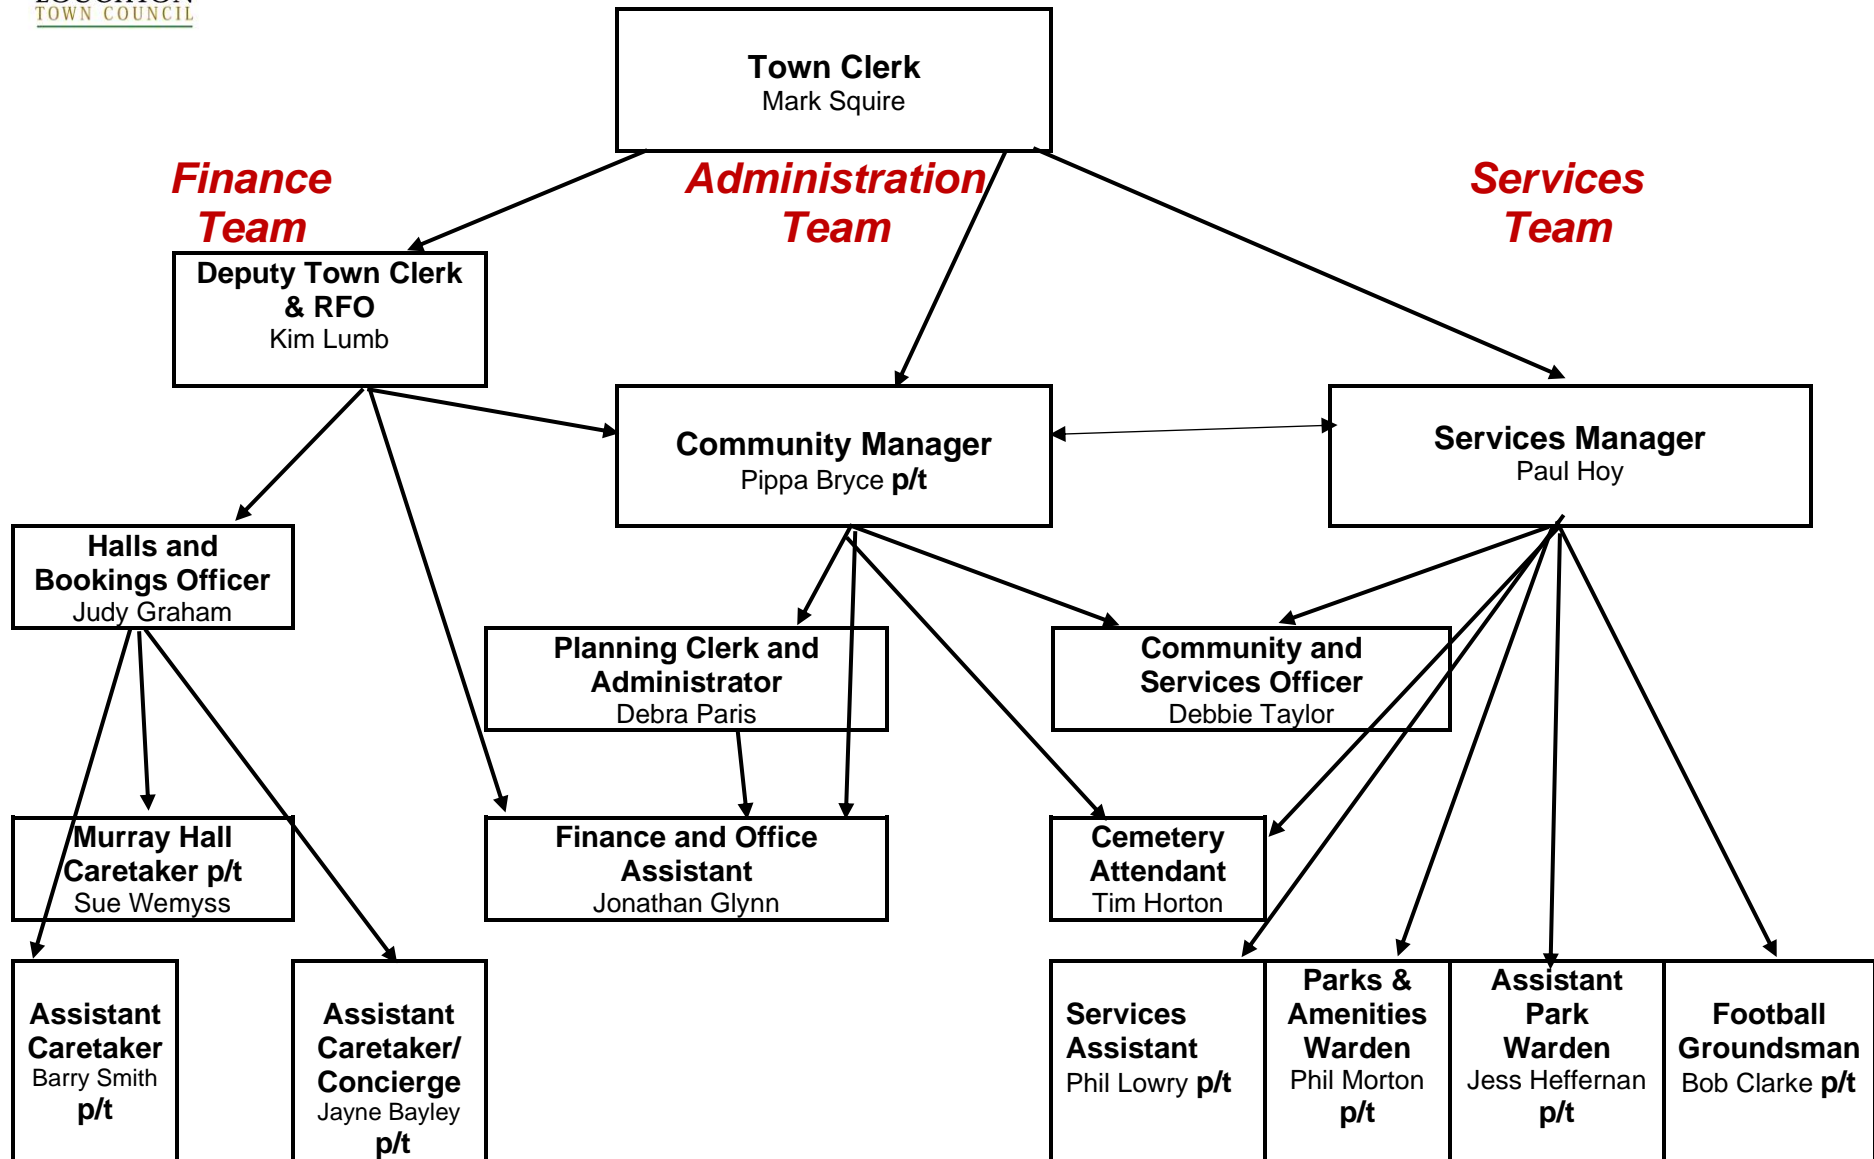 LOUGHTON
TOWN COUNCIL
Town Clerk
Mark Squire
Finance
Team
Administration
Team
Services
Team
Deputy Town Clerk
& RFO
Kim Lumb
Community Manager
Pippa Bryce p/t
Services Manager
Paul Hoy
Halls and
Bookings Officer
Judy Graham
Planning Clerk and
Administrator
Debra Paris
Community and
Services Officer
Debbie Taylor
Murray Hall
Caretaker p/t
Sue Wemyss
Finance and Office
Assistant
Jonathan Glynn
Cemetery
Attendant
Tim Horton
Assistant
Caretaker
Barry Smith
p/t
Assistant
Caretaker/
Concierge
Jayne Bayley
p/t
Services
Assistant
Phil Lowry p/t
Parks &
Amenities
Warden
Phil Morton
p/t
Assistant
Park
Warden
Jess Heffernan
p/t
Football
Groundsman
Bob Clarke p/t